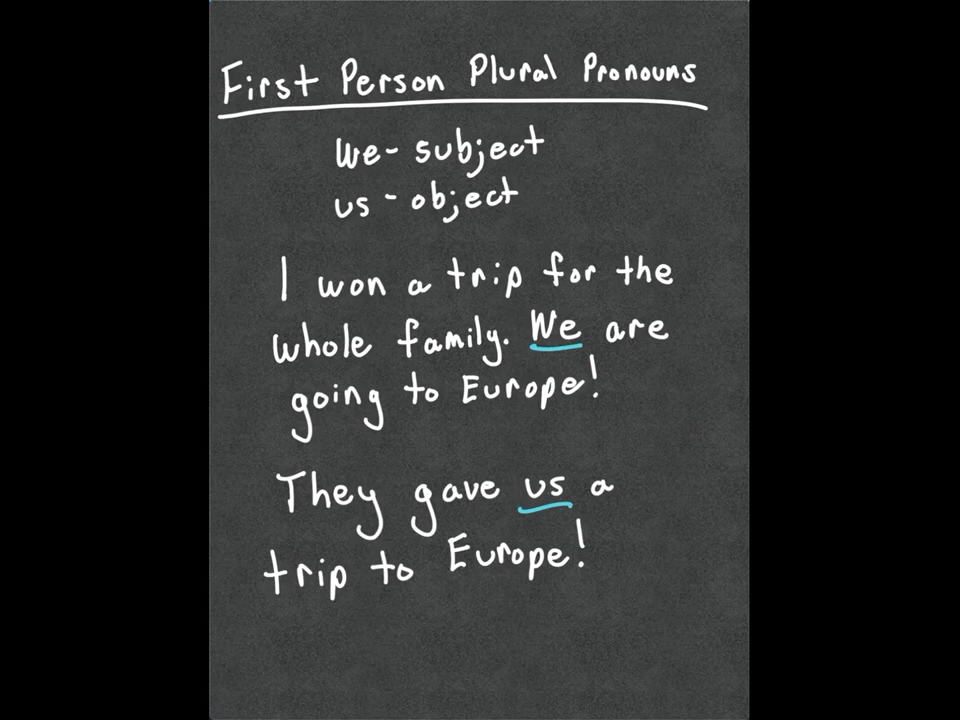 First Person Plural Pronouns
We - subject
us - object
I won a trip for the
whole family. We are
going to Europe!
They gave us a
trip to Europe!